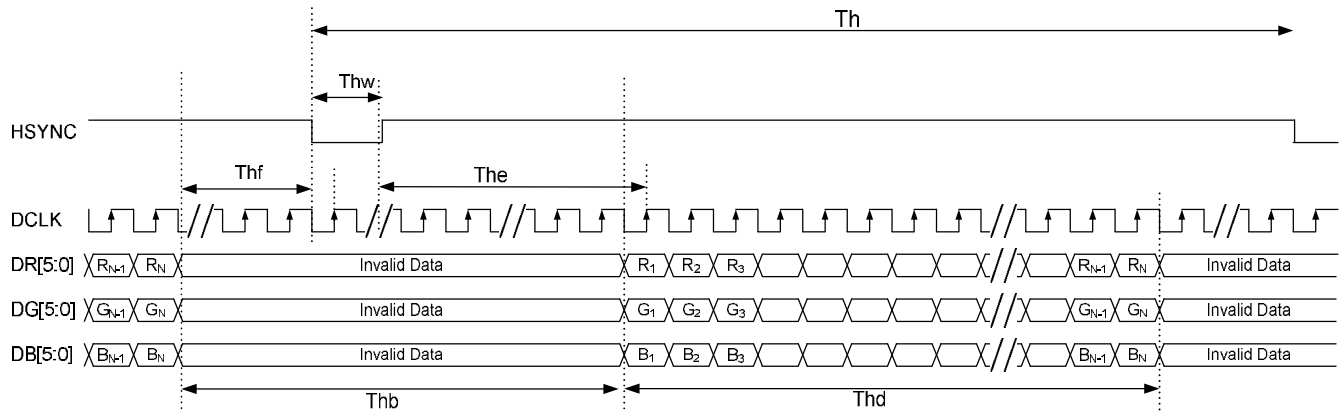 Th
Thw
HSYNC
Thf
The
DCLK
DR[5:0] RN-1 RN Invalid Data R1 R2 R3 RN-1 RN Invalid Data
DG[5:0] GN-1 GN Invalid Data G1 G2 G3 GN-1 GN Invalid Data
DB[5:0] BN-1 BN Invalid Data B1 B2 B3 BN-1 BN Invalid Data
Thb
Thd